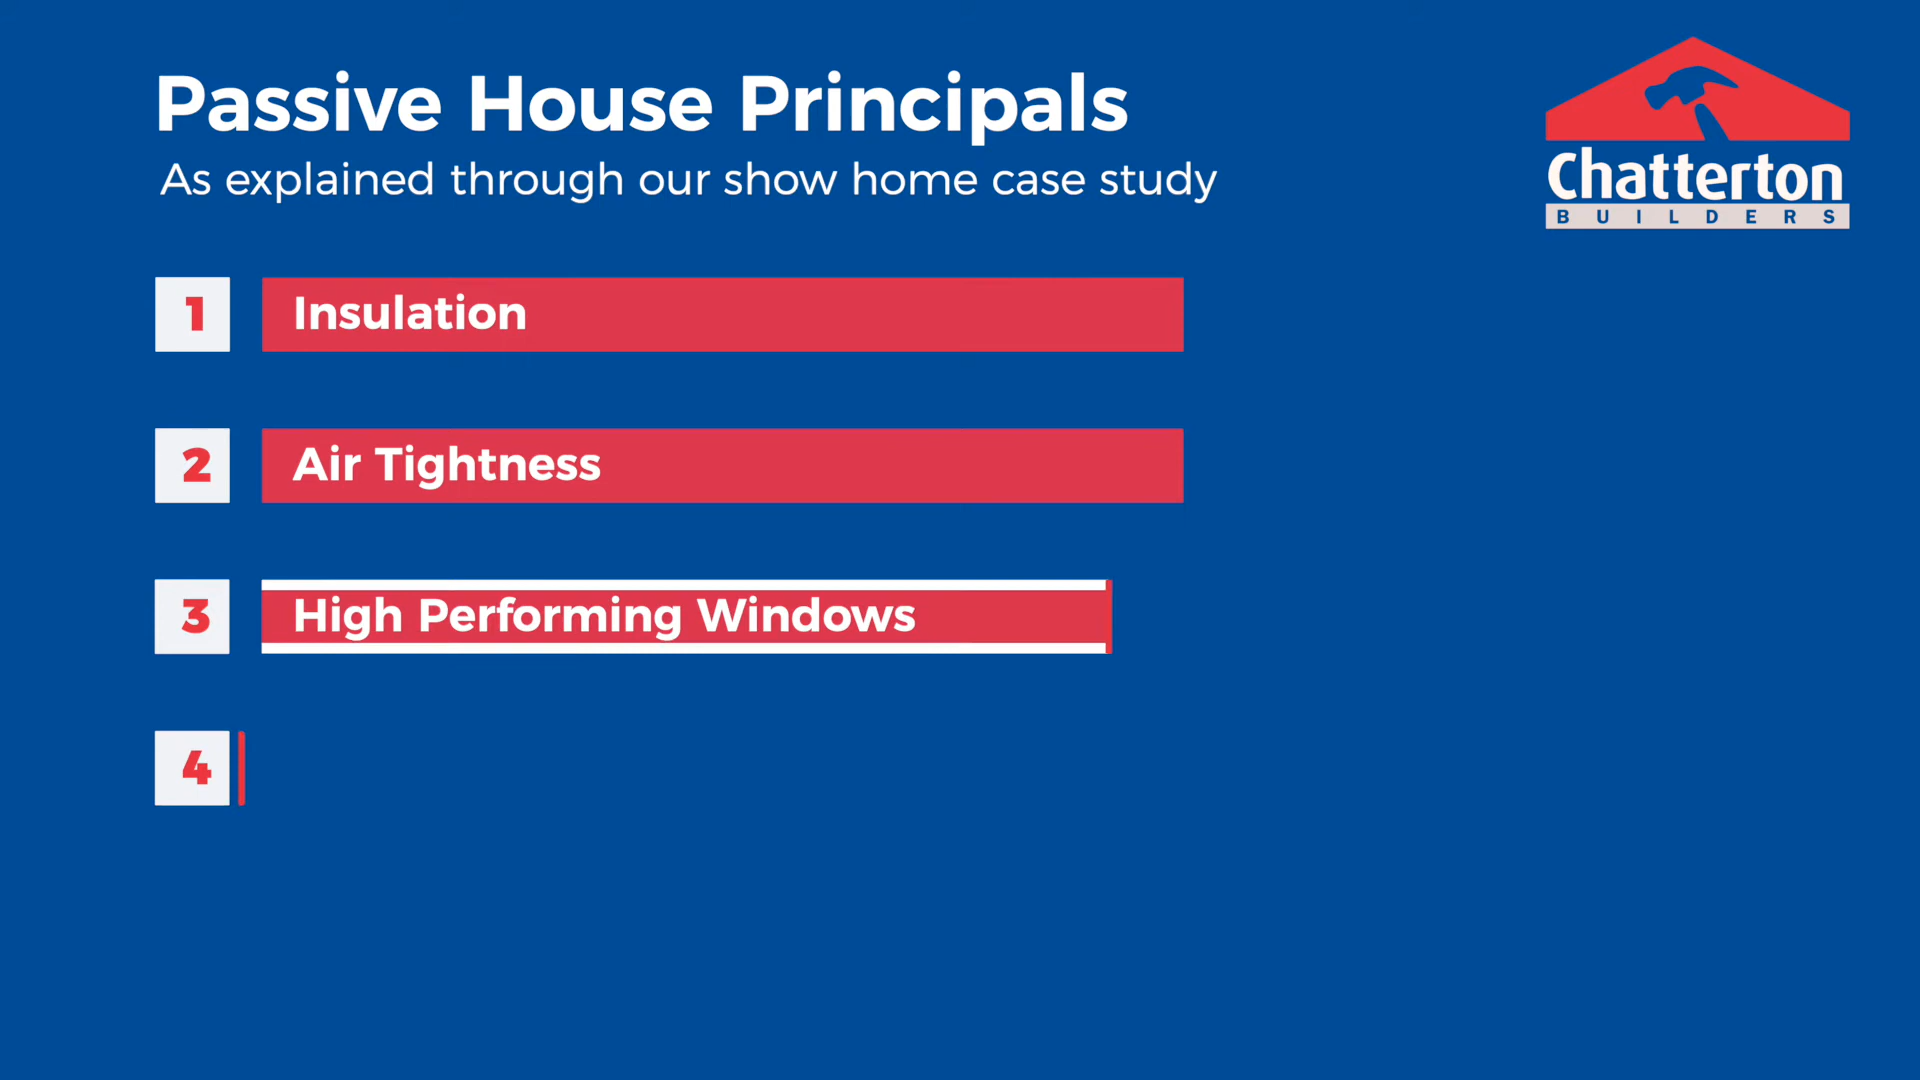 Passive House Principals
As explained through our show home case study
Chatterton
BUILDERS
1 Insulation
2 Air Tightness
3 High Performing Windows
4